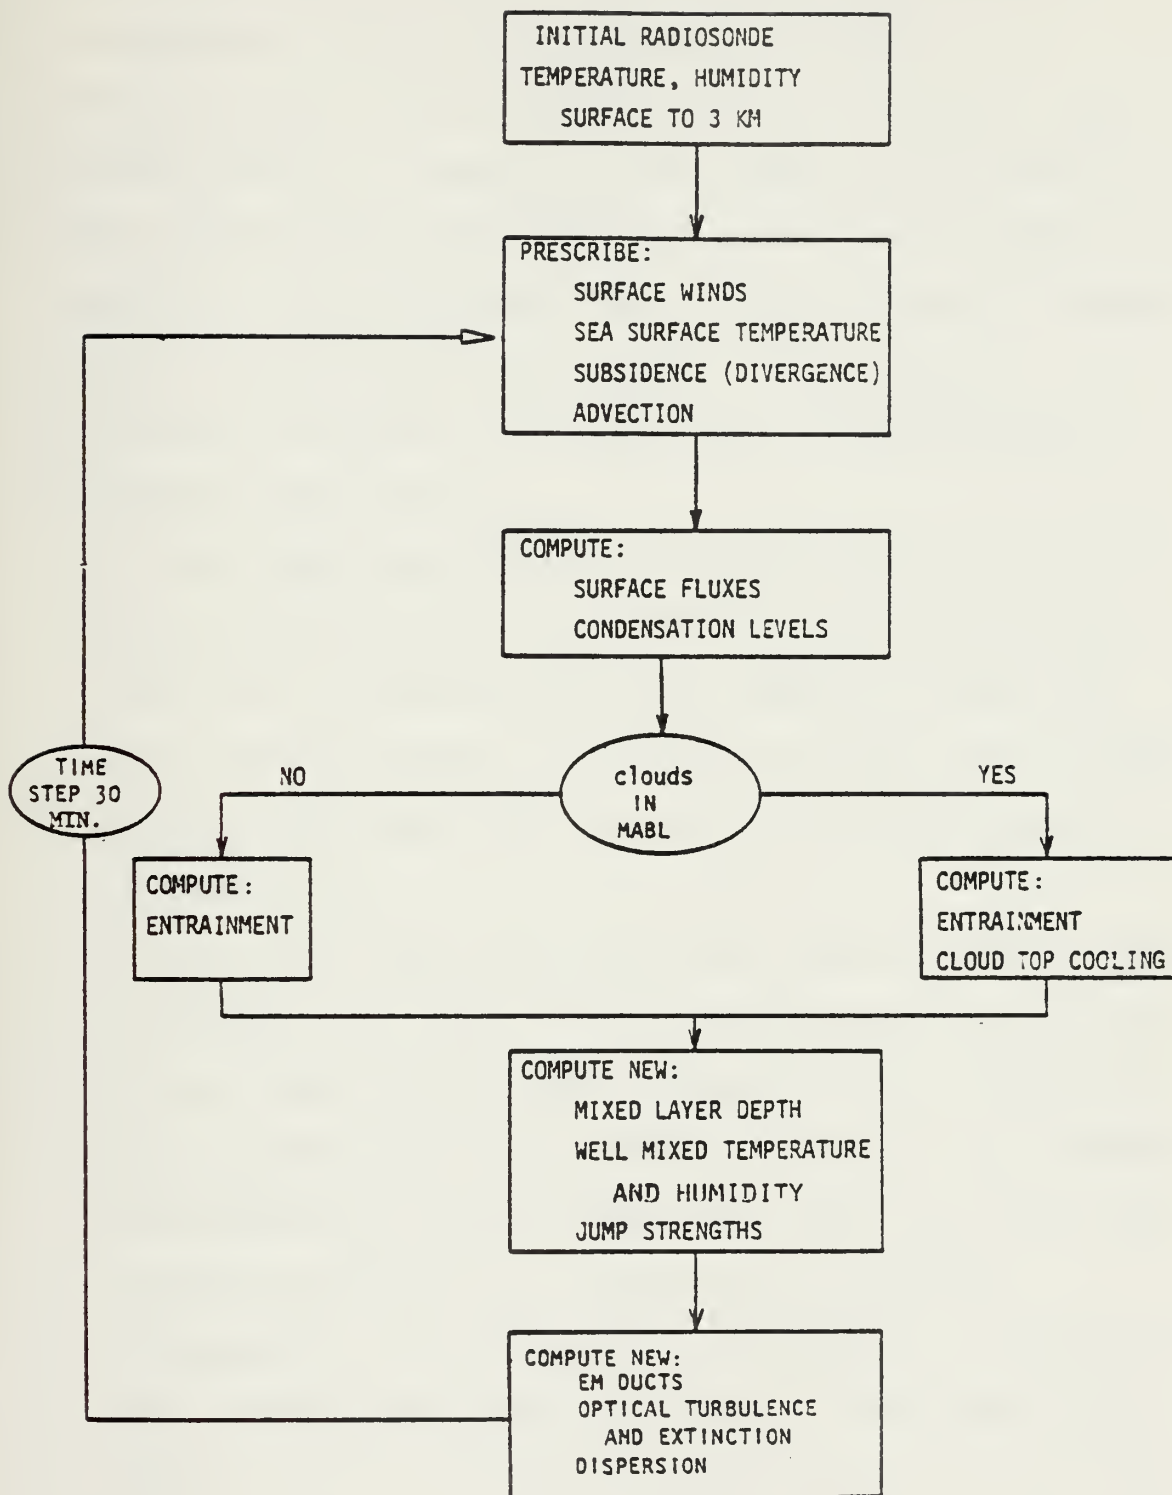 INITIAL RADIOSONDE
TEMPERATURE, HUMIDITY
SURFACE TO 3 KM
PRESCRIBE:
SURFACE WINDS
SEA SURFACE TEMPERATURE
SUBSIDENCE (DIVERGENCE)
ADVECTION
COMPUTE:
SURFACE FLUXES
CONDENSATION LEVELS
TIME
STEP 30
MIN.
NO
clouds
IN
MABL
YES
COMPUTE:
ENTRAINMENT
COMPUTE:
ENTRAINMENT
CLOUD TOP COOLING
COMPUTE NEW:
MIXED LAYER DEPTH
WELL MIXED TEMPERATURE
AND HUMIDITY
JUMP STRENGTHS
COMPUTE NEW:
EM DUCTS
OPTICAL TURBULENCE
AND EXTINCTION
DISPERSION